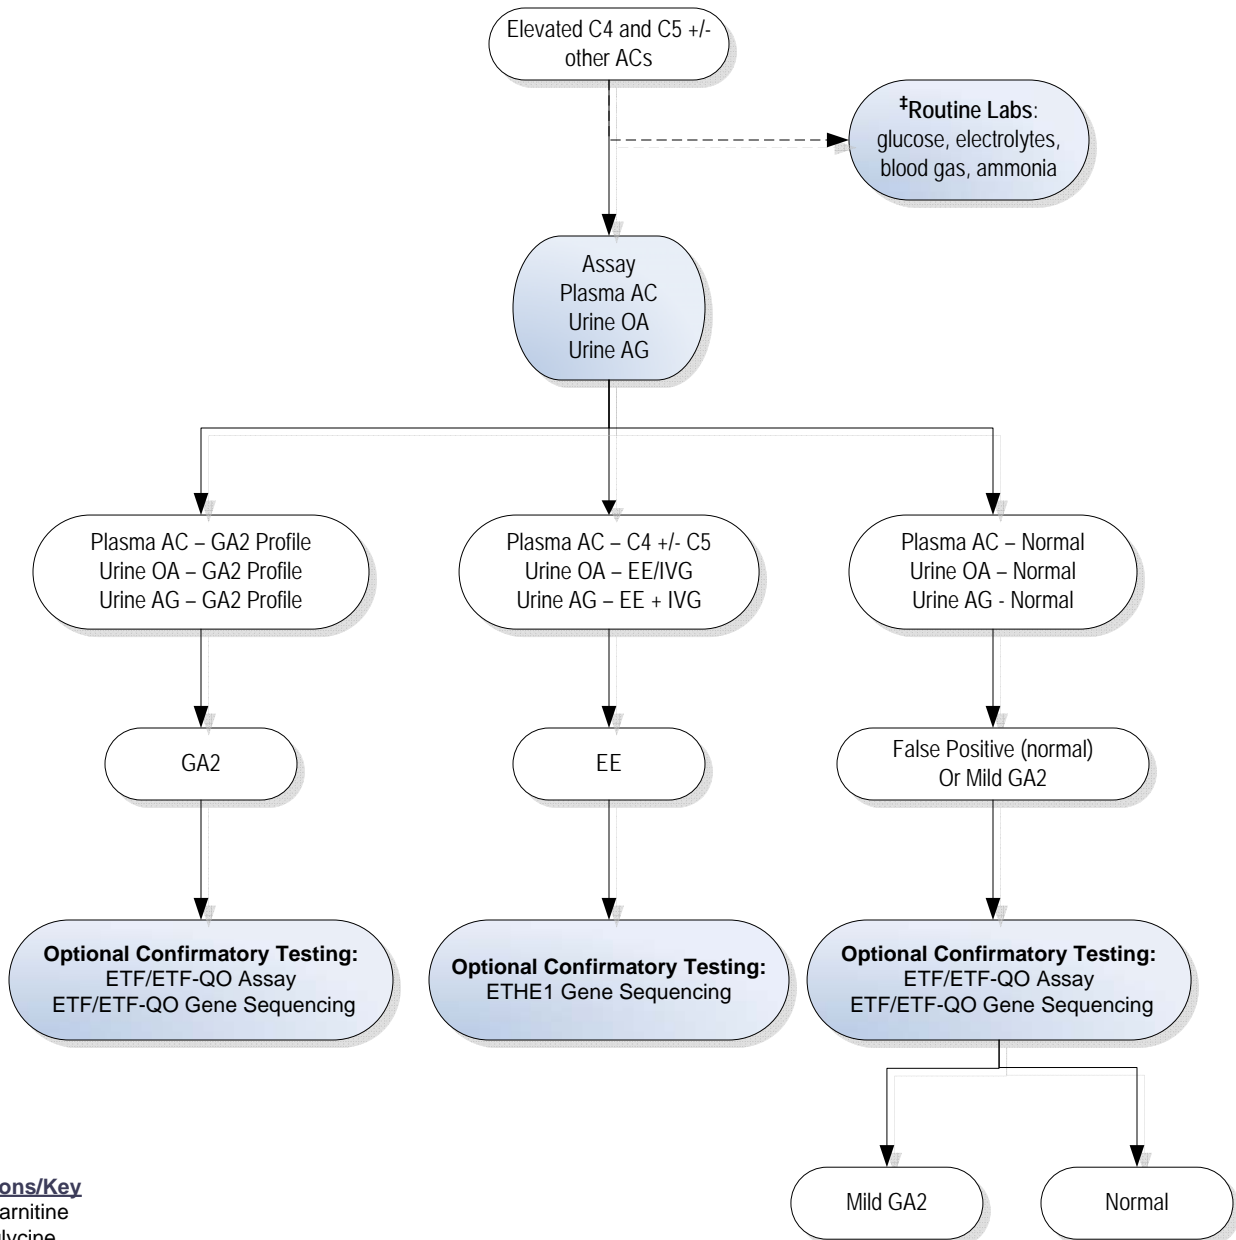 Elevated C4 and C5 +/-
other ACs
‡Routine Labs:
glucose, electrolytes,
blood gas, ammonia
Assay
Plasma AC
Urine OA
Urine AG
Plasma AC – GA2 Profile
Urine OA – GA2 Profile
Urine AG – GA2 Profile
Plasma AC – C4 +/- C5
Urine OA – EE/IVG
Urine AG – EE + IVG
Plasma AC – Normal
Urine OA – Normal
Urine AG - Normal
GA2
EE
False Positive (normal)
Or Mild GA2
Optional Confirmatory Testing:
ETF/ETF-QO Assay
ETF/ETF-QO Gene Sequencing
Optional Confirmatory Testing:
ETHE1 Gene Sequencing
Optional Confirmatory Testing:
ETF/ETF-QO Assay
ETF/ETF-QO Gene Sequencing
Mild GA2
Normal
ons/Key
arnitine
lycine